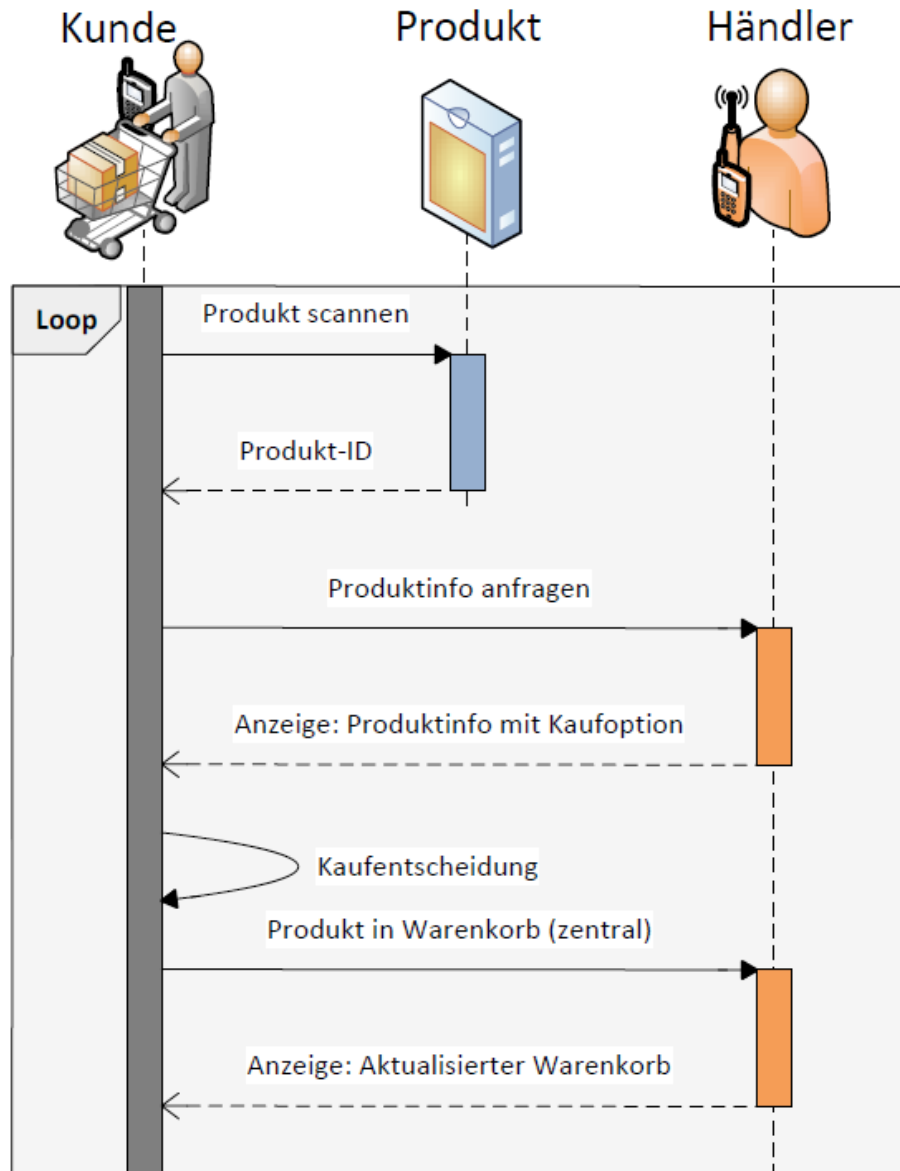 Kunde
Produkt
Händler
Loop
Produkt scannen
Produkt-ID
Produktinfo anfragen
Anzeige: Produktinfo mit Kaufoption
Kaufentscheidung
Produkt in Warenkorb (zentral)
Anzeige: Aktualisierter Warenkorb